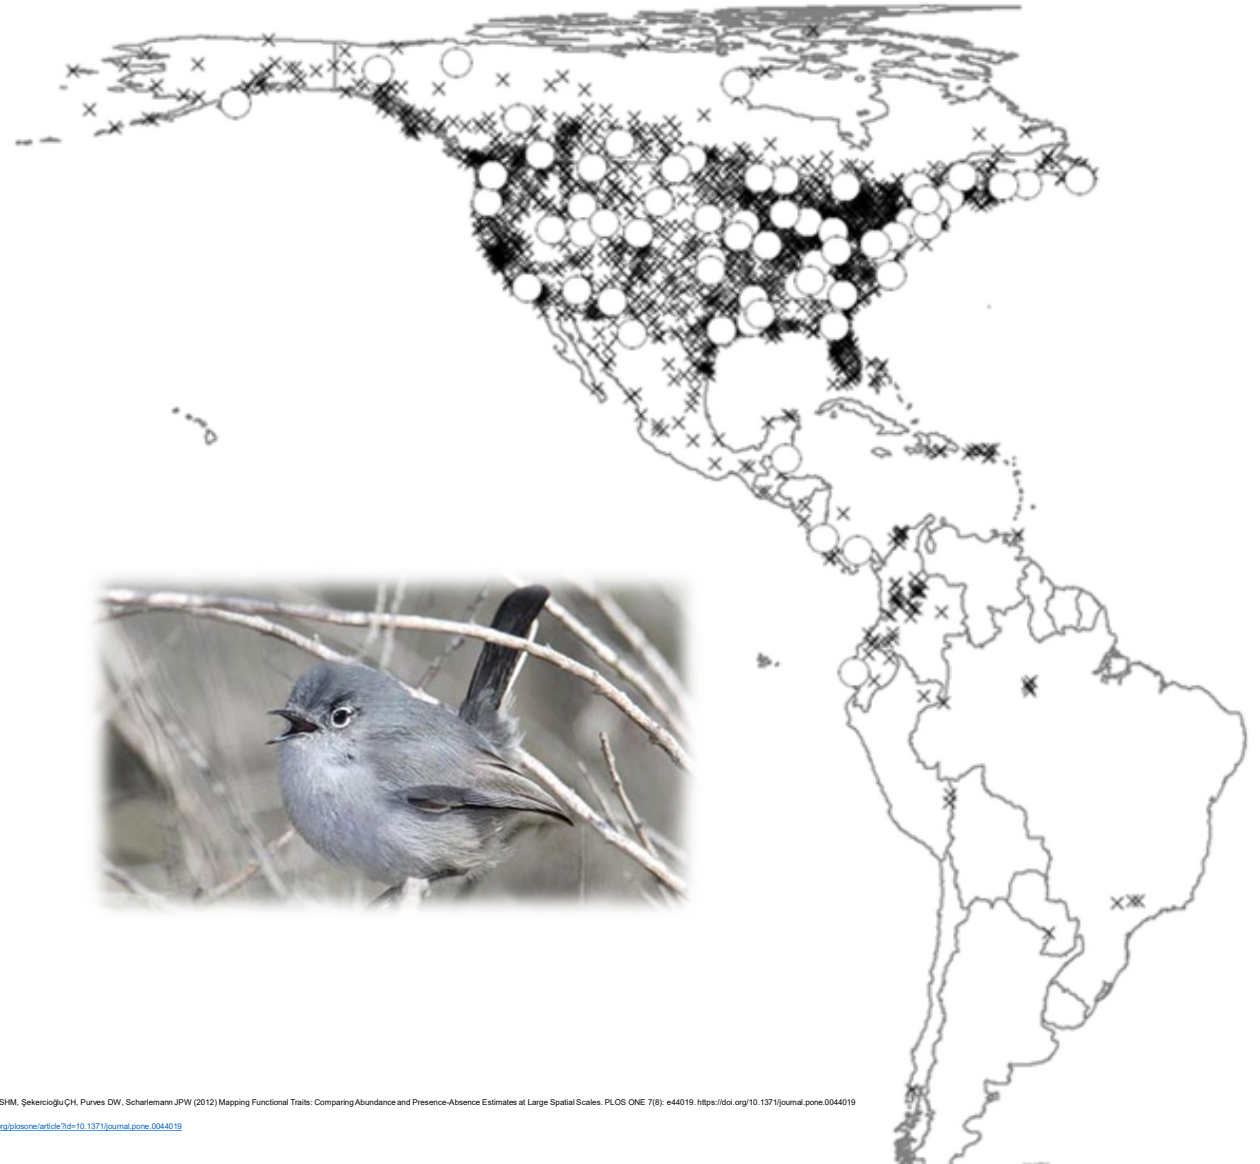 SHM, ŞekercioğluÇH, Purves DW, Scharlemann JPW (2012) Mapping Functional Traits: Comparing Abundance and Presence-Absence Estimates at Large Spatial Scales. PLOS ONE 7(8): e44019. https://doi.org/10.1371/journal.pone.0044019
rg/plosone/article?id=10.1371/journal.pone.0044019